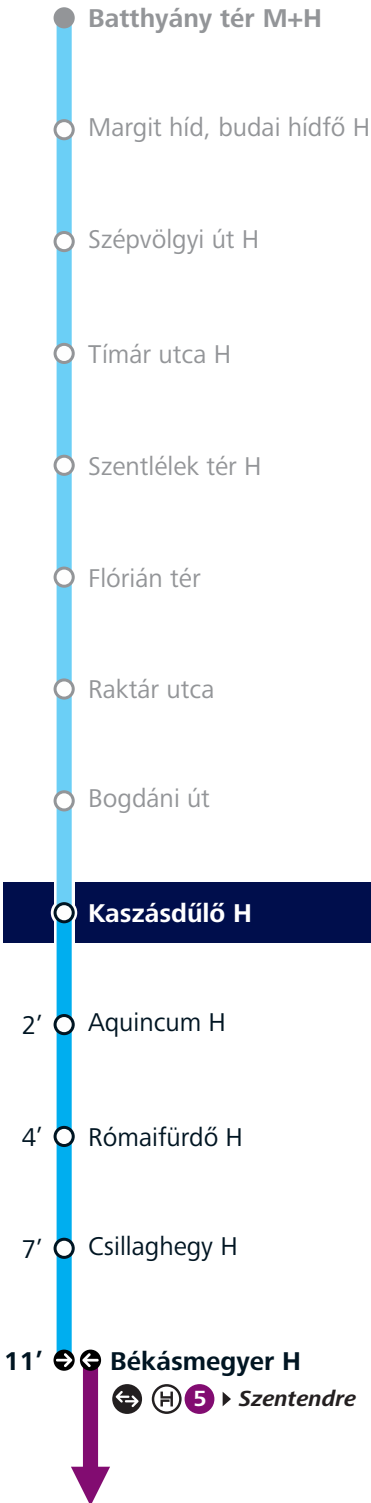 Batthyány tér M+H
Margit híd, budai hídfő H
Szépvölgyi út H
Tímár utca H
Szentlélek tér H
Flórián tér
Raktár utca
Bogdáni út
Kaszásdűlő H
2’ Aquincum H
4’ Rómaifürdő H
7’ Csillaghegy H
11’ Békásmegyer H
H 5 Szentendre